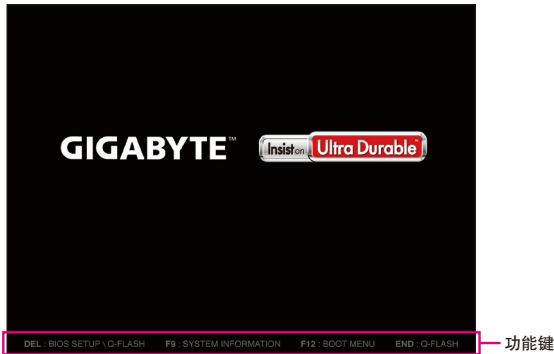 GIGABYTE™ Insist on Ultra Durable™
DEL : BIOS SETUP \ Q-FLASH F9 : SYSTEM INFORMATION F12 : BOOT MENU END : Q-FLASH
功能键